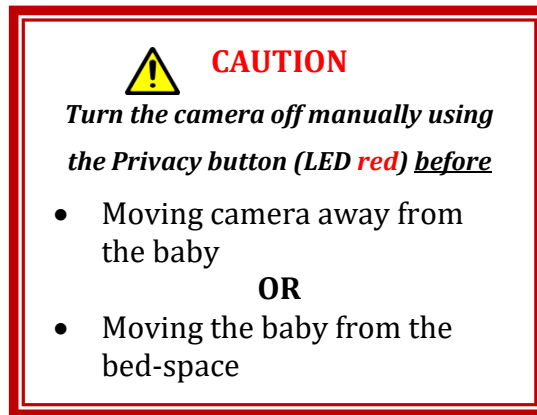 CAUTION
Turn the camera off manually using
the Privacy button (LED red) before
• Moving camera away from
the baby
OR
• Moving the baby from the
bed-space